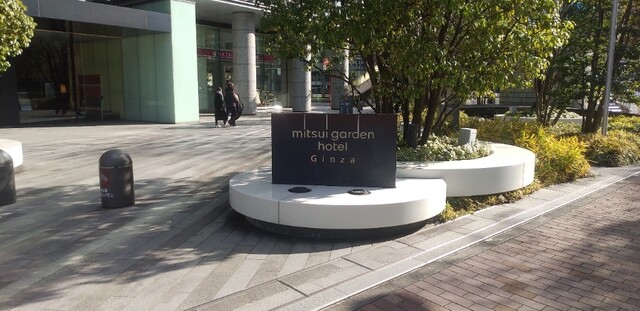 mitsui garden
hotel
Ginza